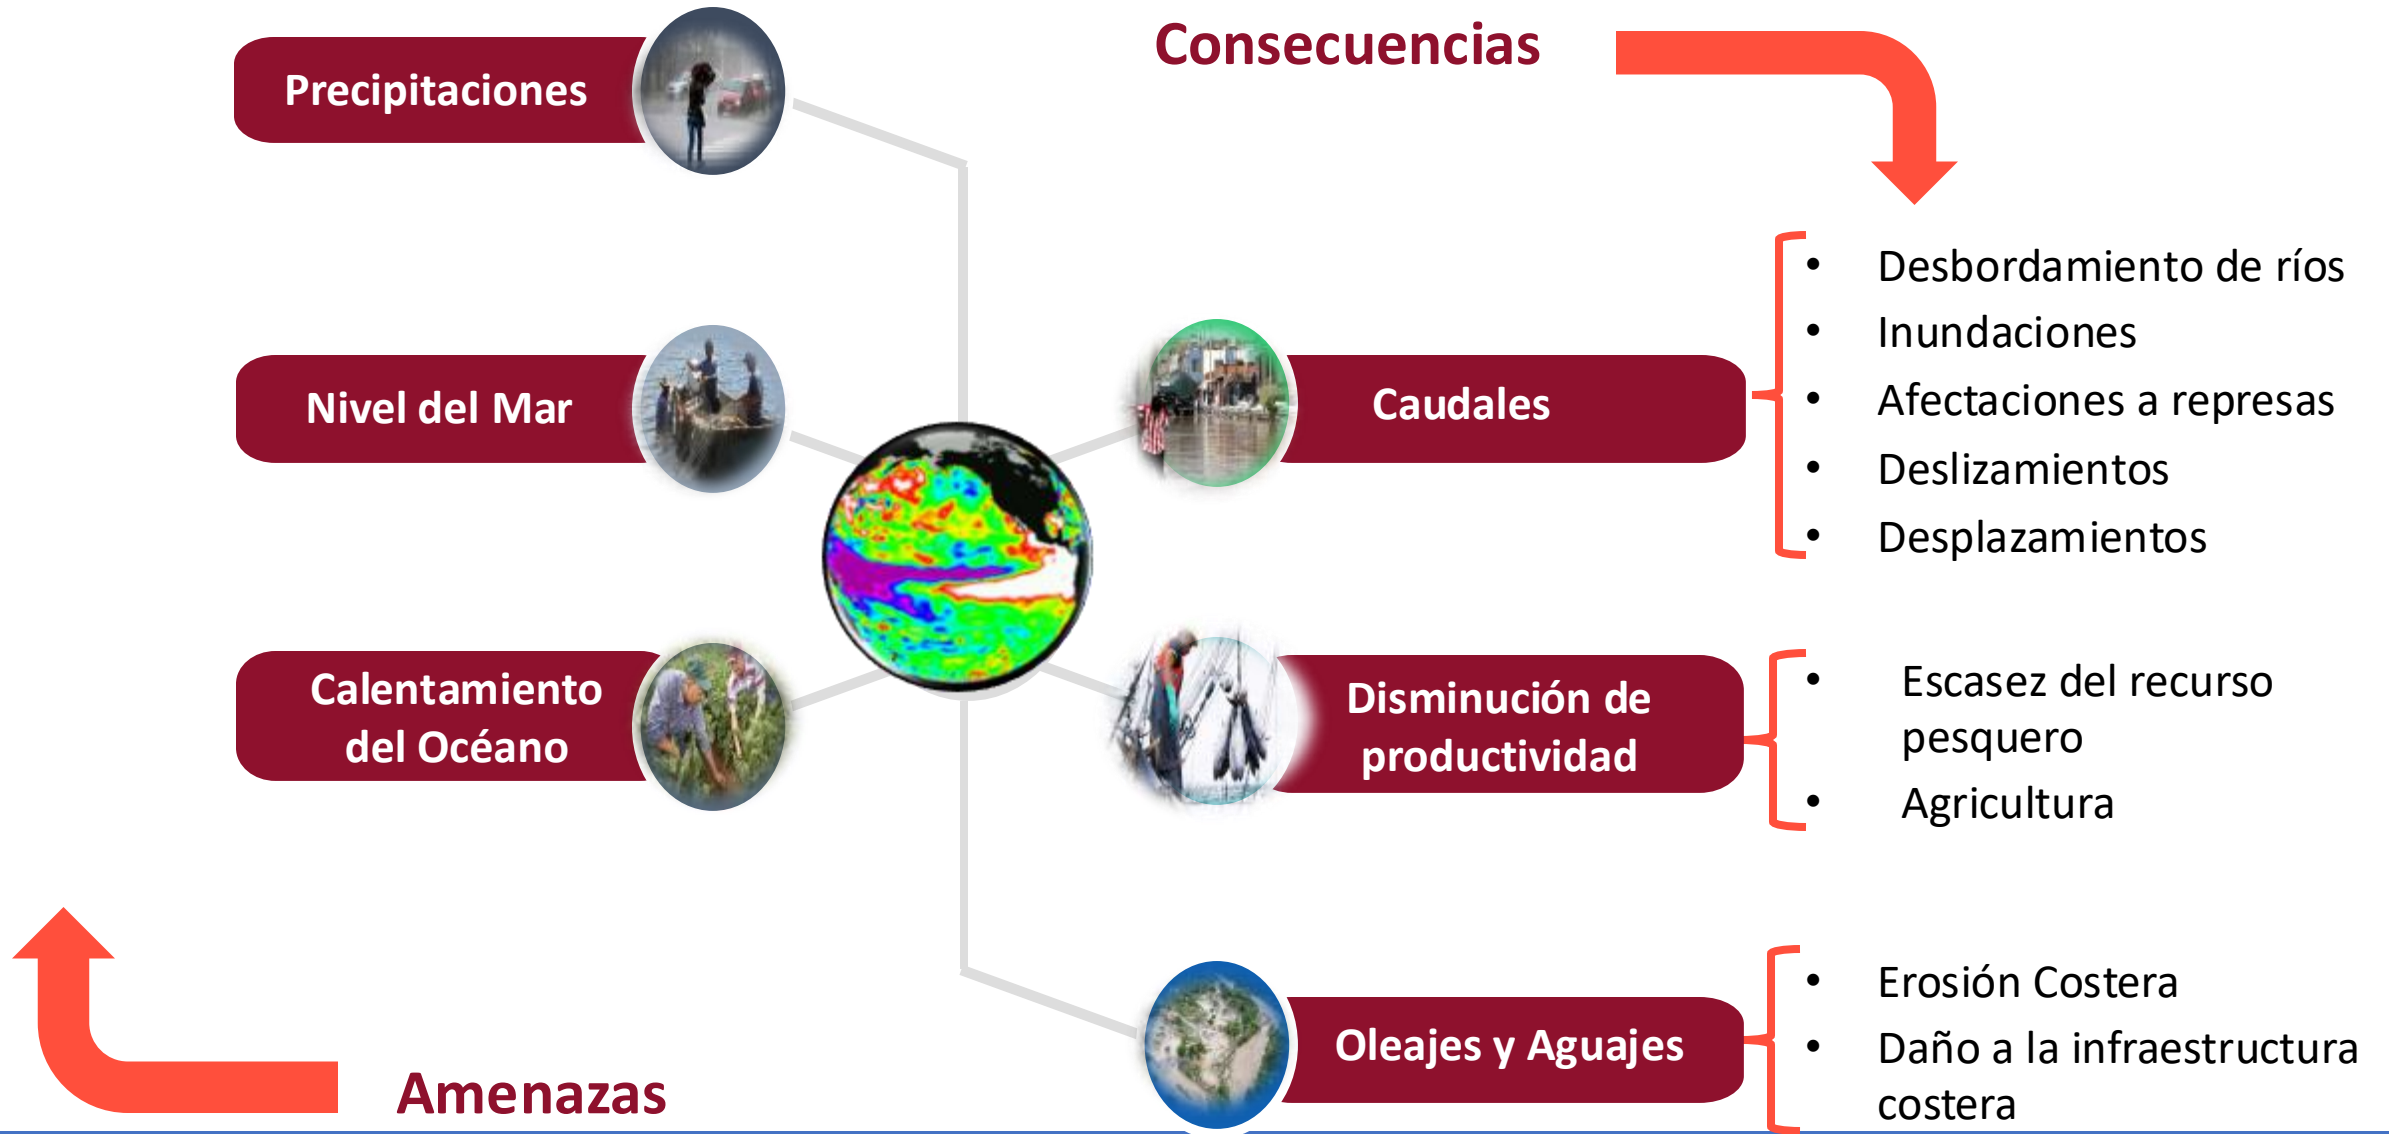 Consecuencias
Precipitaciones
Nivel del Mar
Calentamiento
del Océano
Amenazas
Caudales
• Desbordamiento de ríos
• Inundaciones
• Afectaciones a represas
• Deslizamientos
• Desplazamientos
Disminución de
productividad
• Escasez del recurso
pesquero
• Agricultura
Oleajes y Aguajes
• Erosión Costera
• Daño a la infraestructura
costera